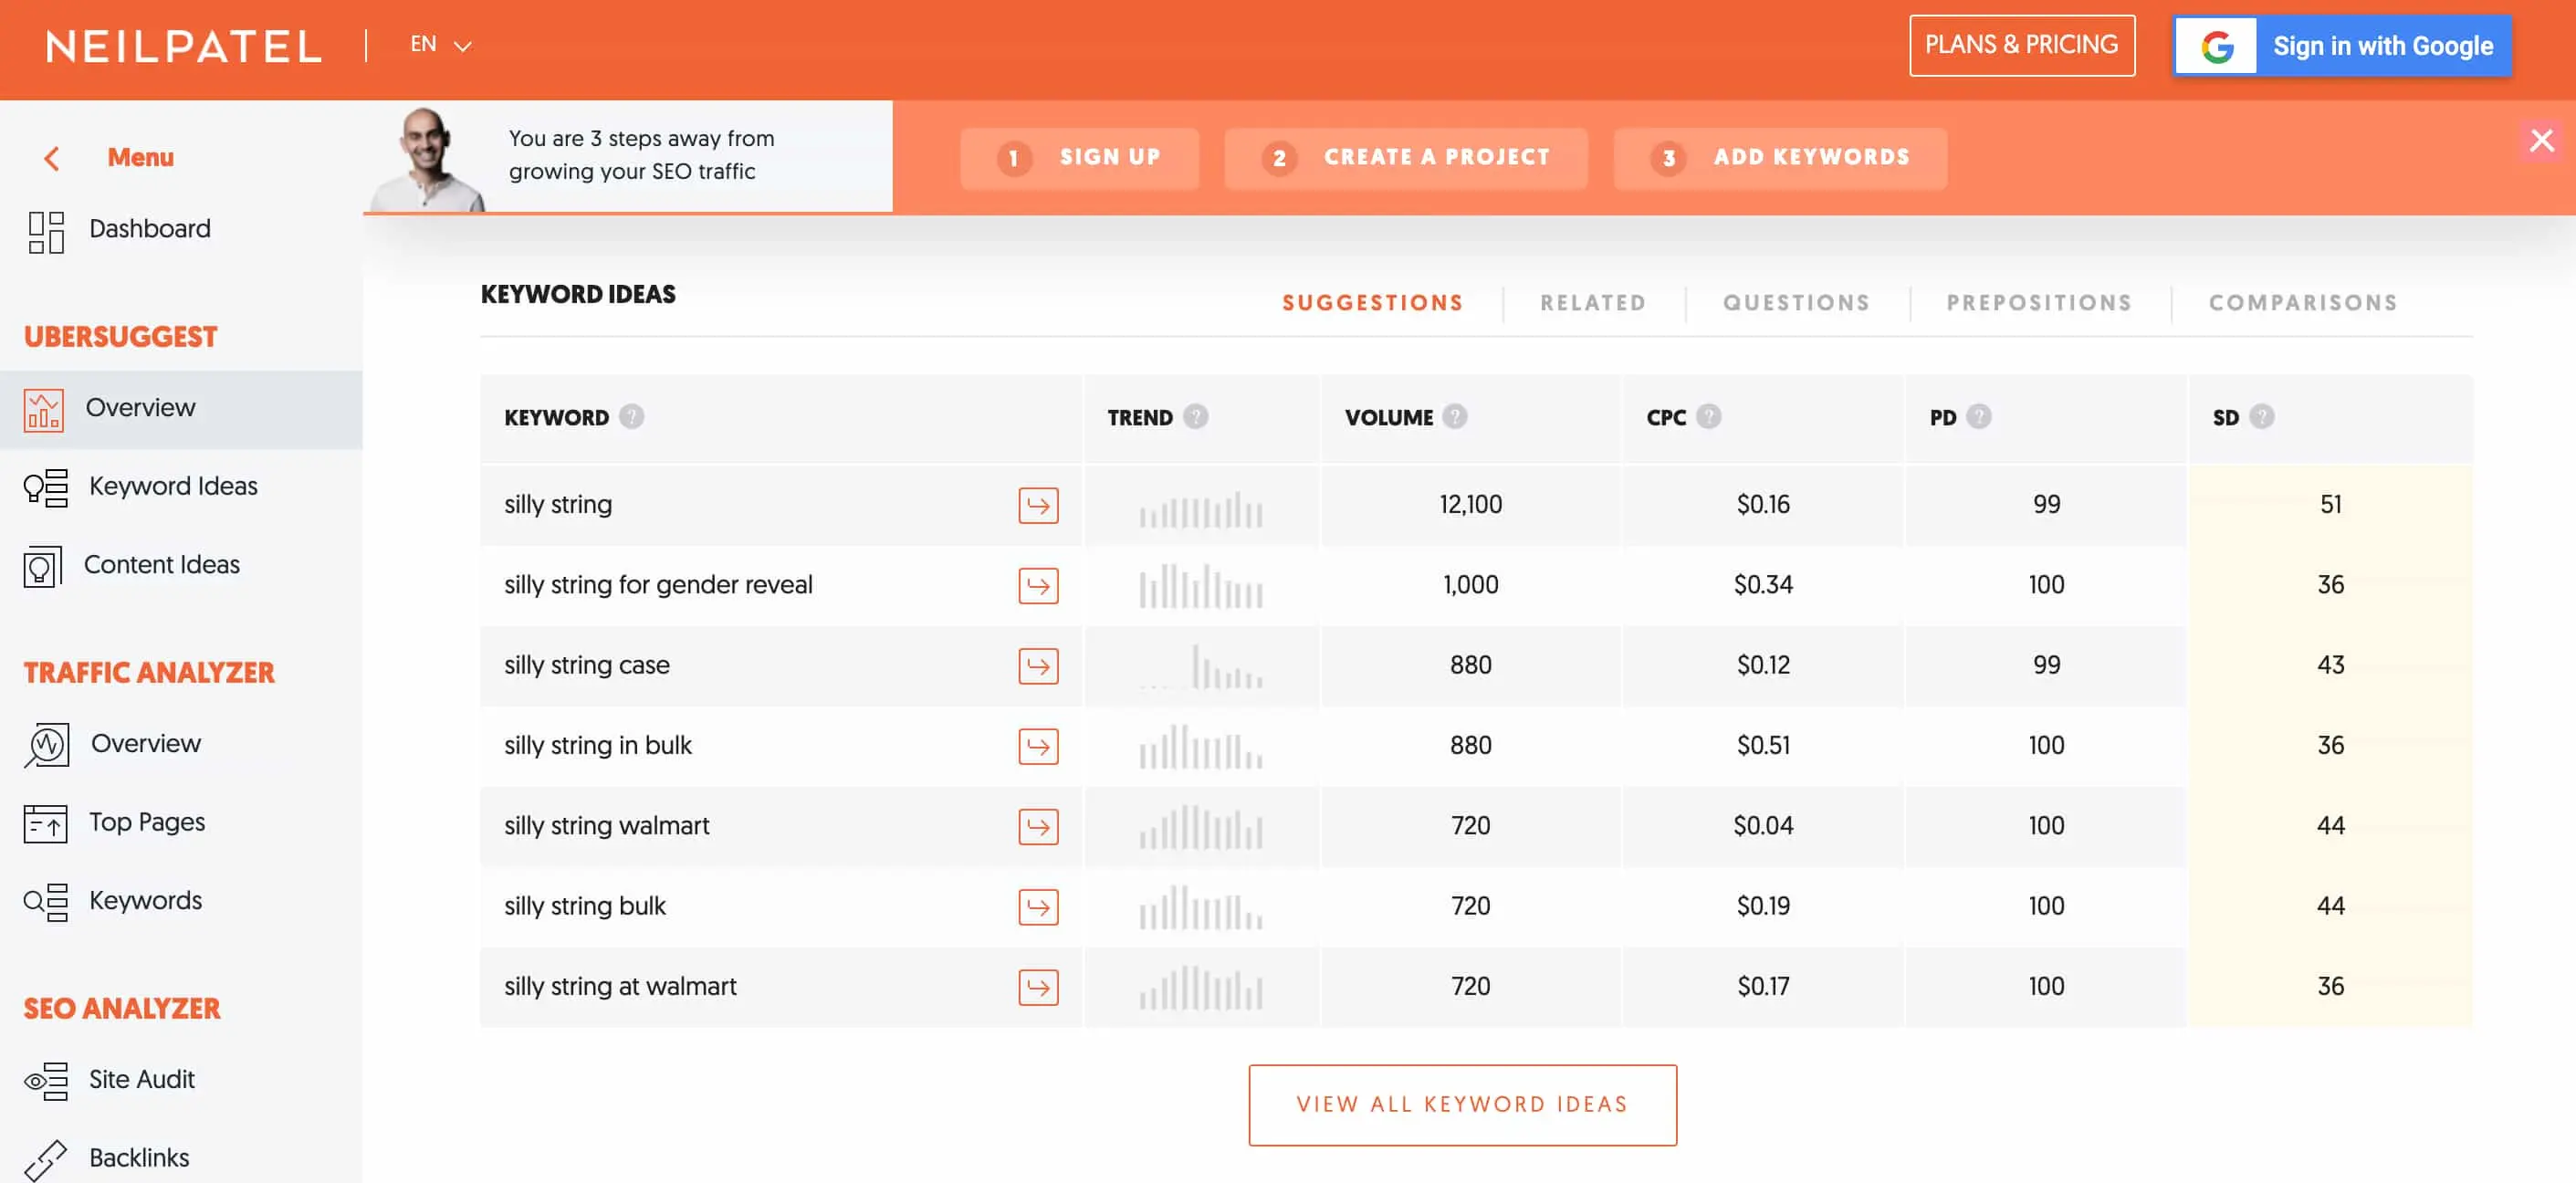 NEILPATEL
EN
PLANS & PRICING
G Sign in with Google
Menu
You are 3 steps away from
growing your SEO traffic
1 SIGN UP
2 CREATE A PROJECT
3 ADD KEYWORDS
Dashboard
UBERSUGGEST
Overview
Keyword Ideas
Content Ideas
TRAFFIC ANALYZER
Overview
Top Pages
Keywords
SEO ANALYZER
Site Audit
Backlinks
KEYWORD IDEAS
SUGGESTIONS RELATED QUESTIONS PREPOSITIONS COMPARISONS
KEYWORD ? TREND ? VOLUME ? CPC ? PD ? SD ?
silly string 12,100 $0.16 99 51
silly string for gender reveal 1,000 $0.34 100 36
silly string case 880 $0.12 99 43
silly string in bulk 880 $0.51 100 36
silly string walmart 720 $0.04 100 44
silly string bulk 720 $0.19 100 44
silly string at walmart 720 $0.17 100 36
VIEW ALL KEYWORD IDEAS